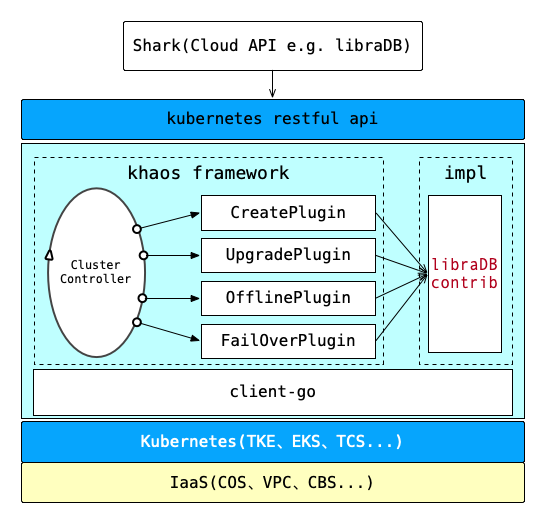 Shark(Cloud API e.g. libraDB)
kubernetes restful api
khaos framework
impl
Cluster
Controller
CreatePlugin
UpgradePlugin
OfflinePlugin
FailOverPlugin
libraDB
contrib
client-go
Kubernetes(TKE、EKS、TCS...)
IaaS(COS、VPC、CBS...)